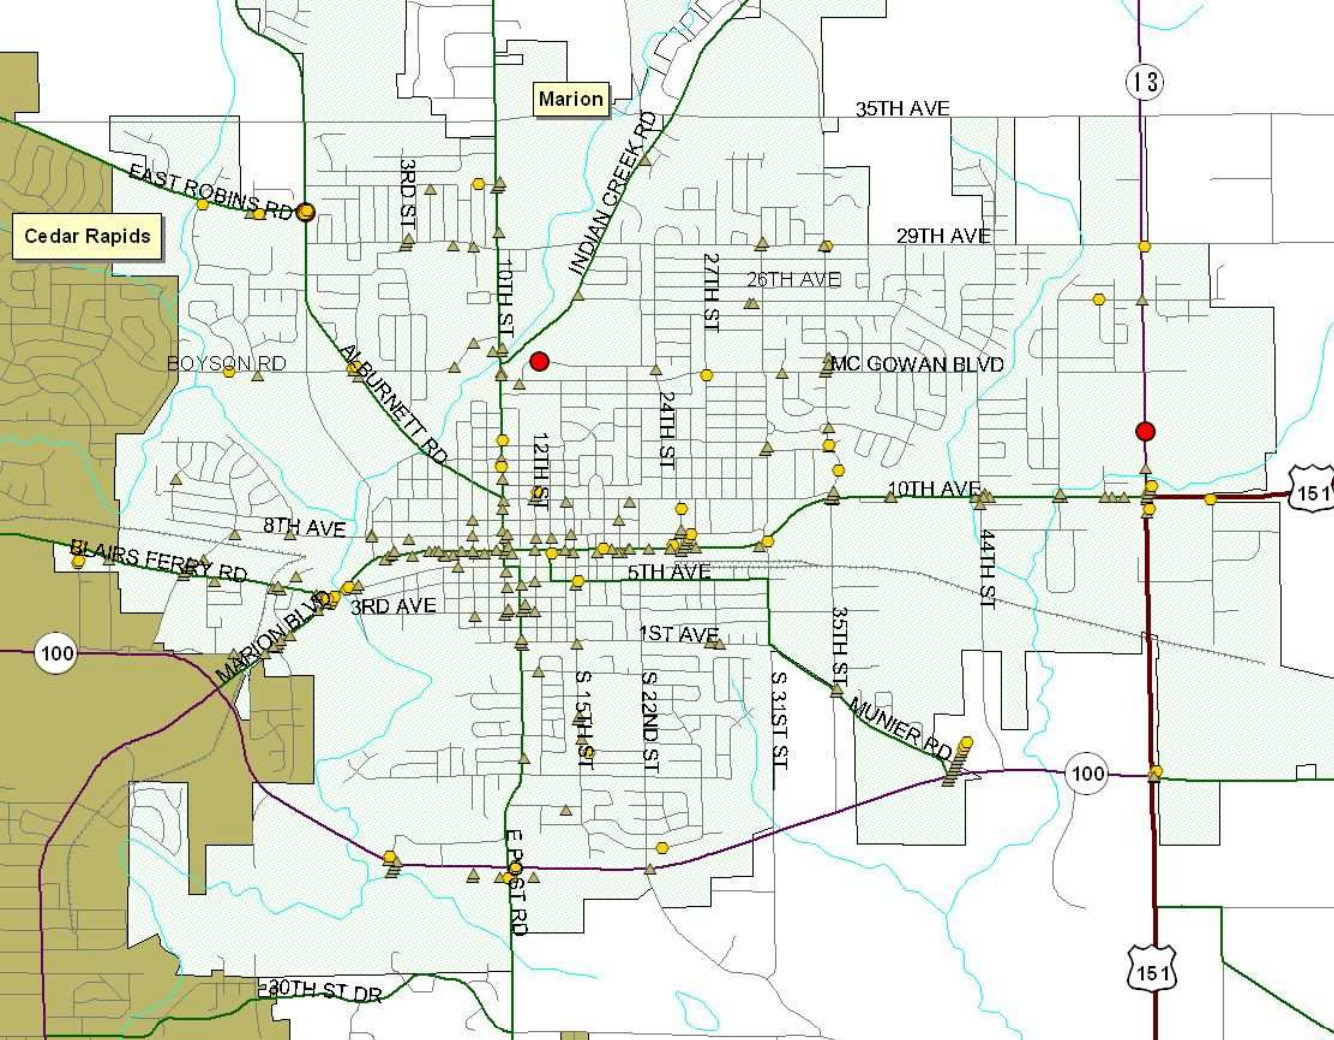 13
Marion
35TH AVE
EAST ROBINS RD
3RD ST
INDIAN CREEK RD
Cedar Rapids
29TH AVE
10TH ST
27TH ST
26TH AVE
BOYSON RD
ALBURNETT RD
MC GOWAN BLVD
24TH ST
12TH ST
10TH AVE
151
8TH AVE
BLAIRS FERRY RD
44TH ST
5TH AVE
3RD AVE
MARION BLVD
1ST AVE
35TH ST
100
S 15TH ST
S 22ND ST
S 31ST ST
MUNIER RD
100
E POST RD
151
30TH ST DR